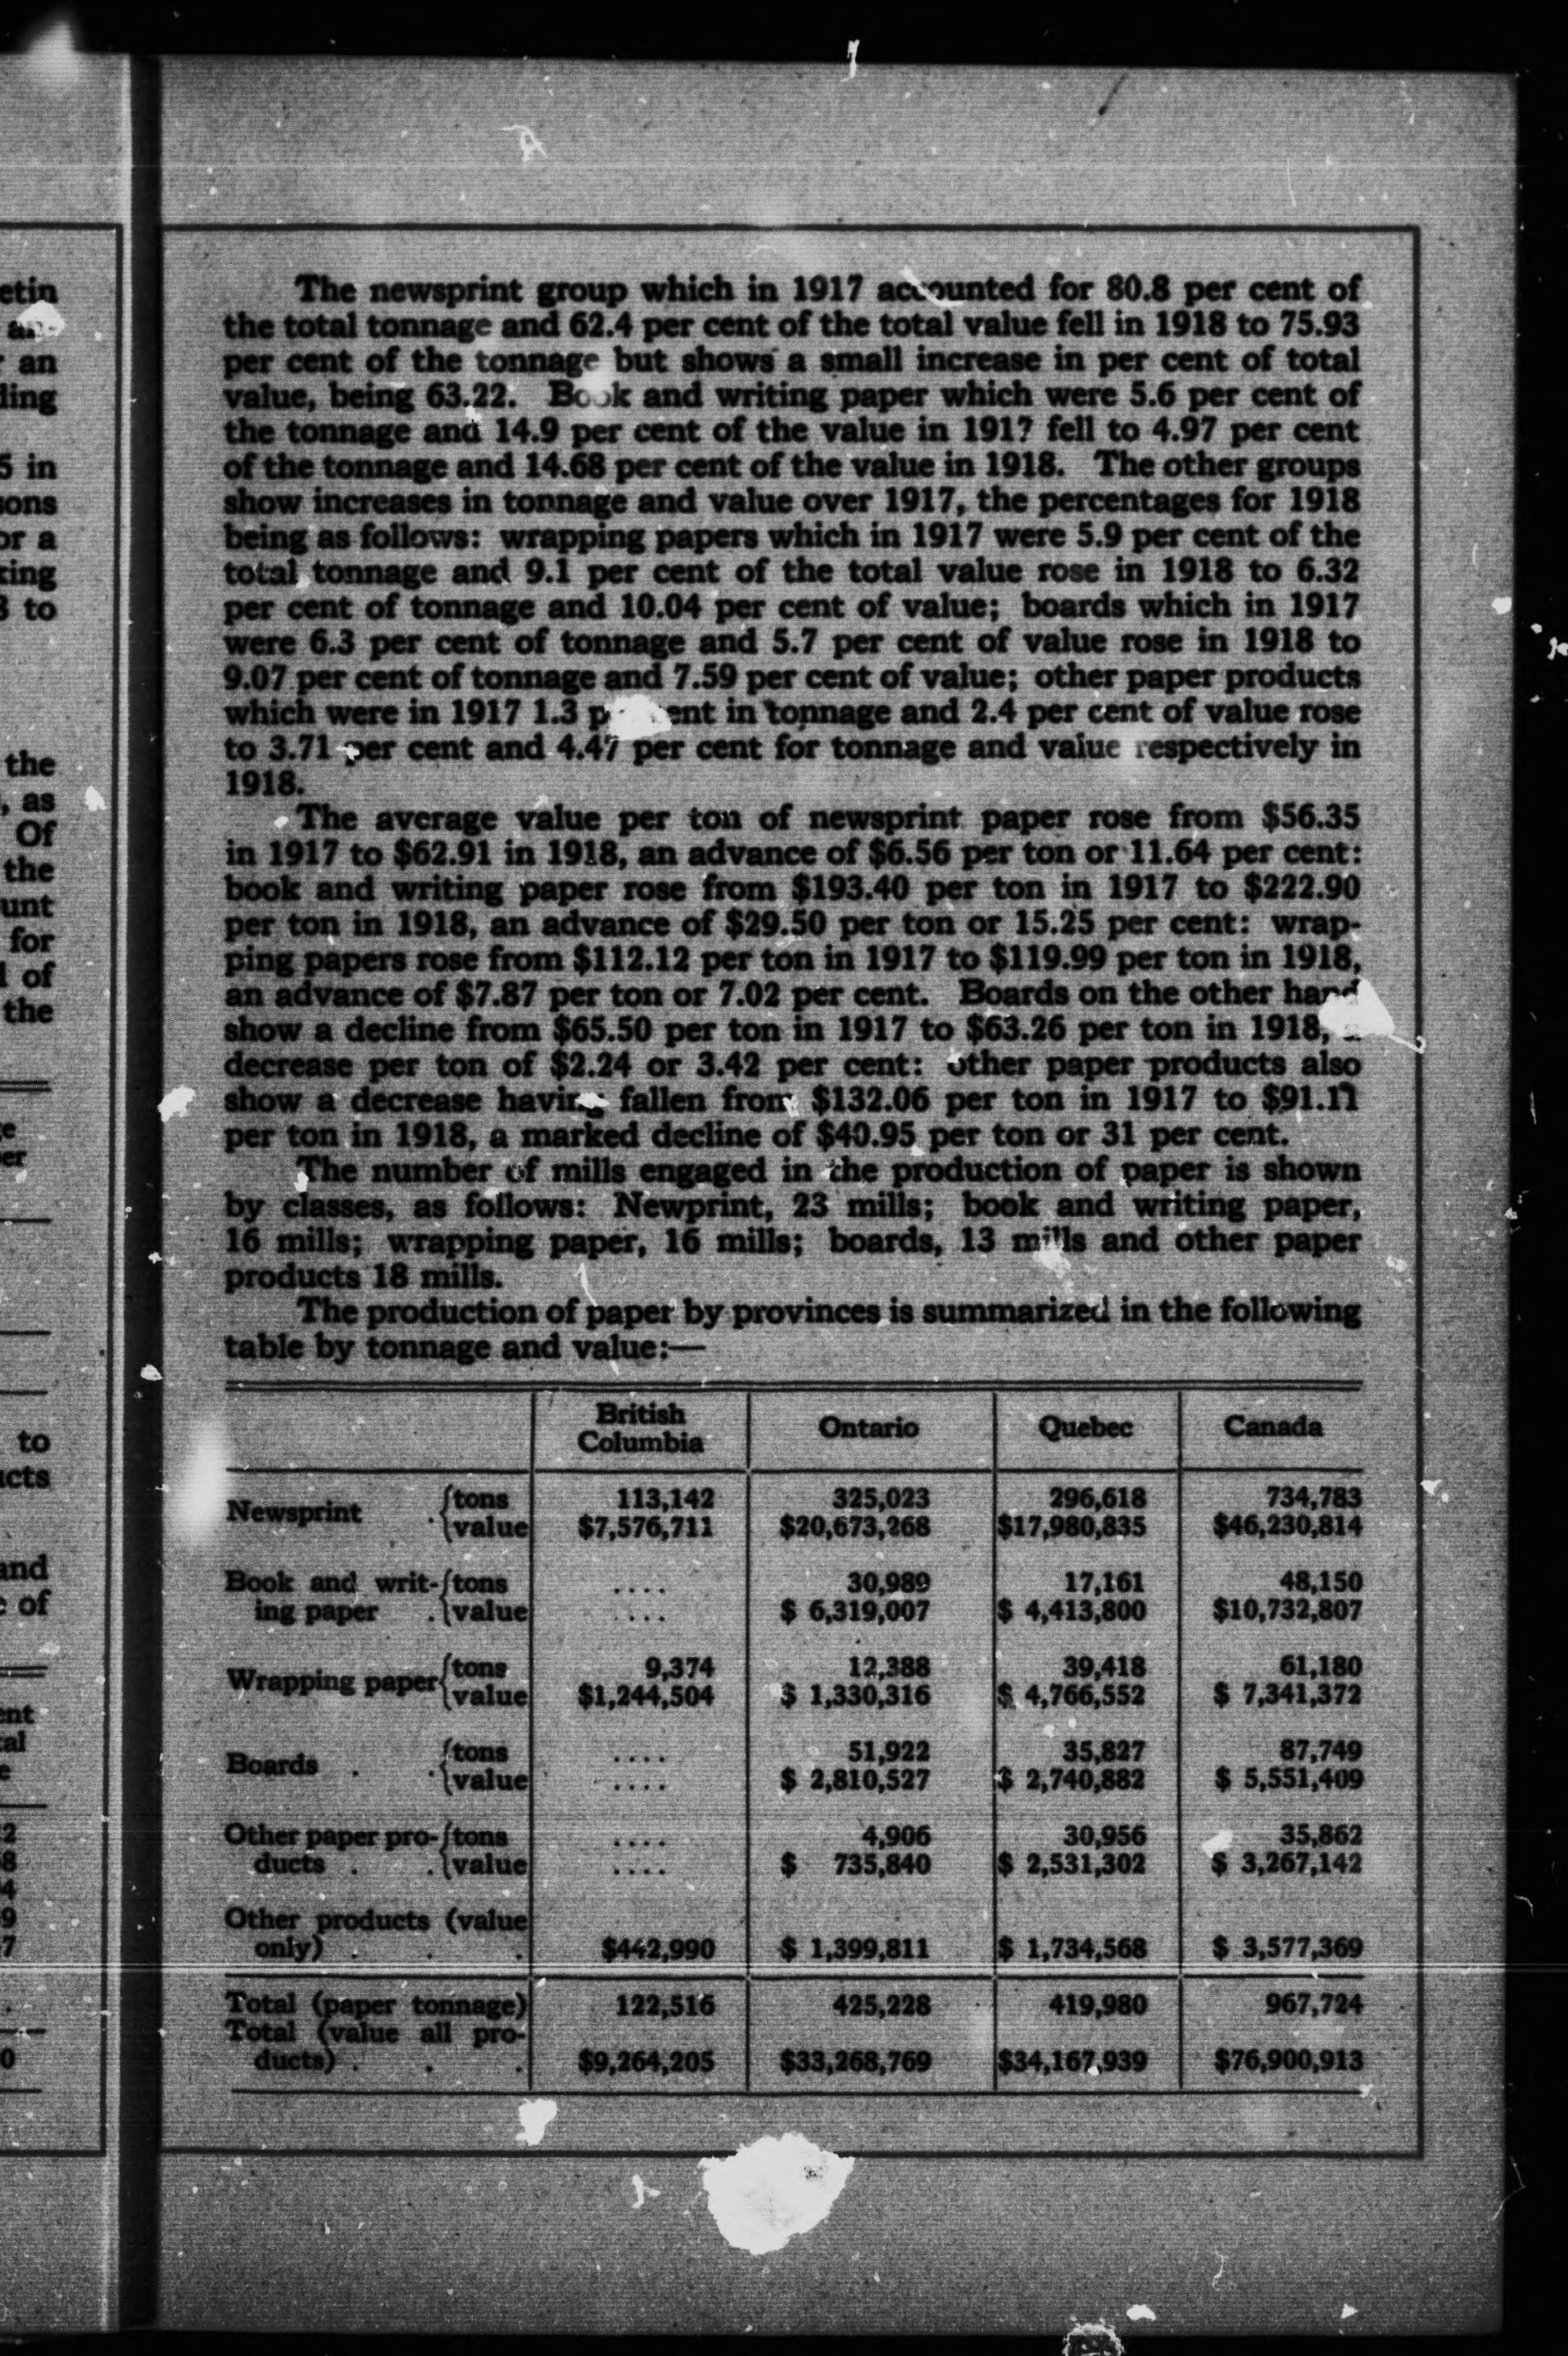 The newsprint group which in 1917 accounted for 80.8 per cent of
the total tonnage and 62.4 per cent of the total value fell in 1918 to 75.93
per cent of the tonnage but shows a small increase in per cent of total
value, being 63.22. Book and writing paper which were 5.6 per cent of
the tonnage and 14.9 per cent of the value in 1917 fell to 4.97 per cent
of the tonnage and 14.68 per cent of the value in 1918. The other groups
show increases in tonnage and value over 1917, the percentages for 1918
being as follows: wrapping papers which in 1917 were 5.9 per cent of the
total tonnage and 9.1 per cent of the total value rose in 1918 to 6.32
per cent of tonnage and 10.04 per cent of value; boards which in 1917
were 6.3 per cent of tonnage and 5.7 per cent of value rose in 1918 to
9.07 per cent of tonnage and 7.59 per cent of value; other paper products
which were in 1917 1.3 per cent in tonnage and 2.4 per cent of value rose
to 3.71 per cent and 4.47 per cent for tonnage and value respectively in
1918.
The average value per ton of newsprint paper rose from $56.35
in 1917 to $62.91 in 1918, an advance of $6.56 per ton or 11.64 per cent:
book and writing paper rose from $193.40 per ton in 1917 to $222.90
per ton in 1918, an advance of $29.50 per ton or 15.25 per cent: wrap-
ping papers rose from $112.12 per ton in 1917 to $119.99 per ton in 1918,
an advance of $7.87 per ton or 7.02 per cent. Boards on the other hand
show a decline from $65.50 per ton in 1917 to $63.26 per ton in 1918,
decrease per ton of $2.24 or 3.42 per cent: other paper products also
show a decrease having fallen from $132.06 per ton in 1917 to $91.11
per ton in 1918, a marked decline of $40.95 per ton or 31 per cent.
The number of mills engaged in the production of paper is shown
by classes, as follows: Newprint, 23 mills; book and writing paper,
16 mills; wrapping paper, 16 mills; boards, 13 mills and other paper
products 18 mills.
The production of paper by provinces is summarized in the following
table by tonnage and value:—
British Columbia Ontario Quebec Canada
Newsprint . tons 113,142 325,023 296,618 734,783
value $7,576,711 $20,673,268 $17,980,835 $46,230,814
Book and writ- tons .... 30,989 17,161 48,150
ing paper . value .... $ 6,319,007 $ 4,413,800 $10,732,807
Wrapping paper tons 9,374 12,388 39,418 61,180
value $1,244,504 $ 1,330,316 $ 4,766,552 $ 7,341,372
Boards . . tons .... 51,922 35,827 87,749
value .... $ 2,810,527 $ 2,740,882 $ 5,551,409
Other paper pro- tons .... 4,906 30,956 35,862
ducts . . value .... $ 735,840 $ 2,531,302 $ 3,267,142
Other products (value
only) . . . $442,990 $ 1,399,811 $ 1,734,568 $ 3,577,369
Total (paper tonnage) 122,516 425,228 419,980 967,724
Total (value all pro-
ducts) . . . $9,264,205 $33,268,769 $34,167,939 $76,900,913